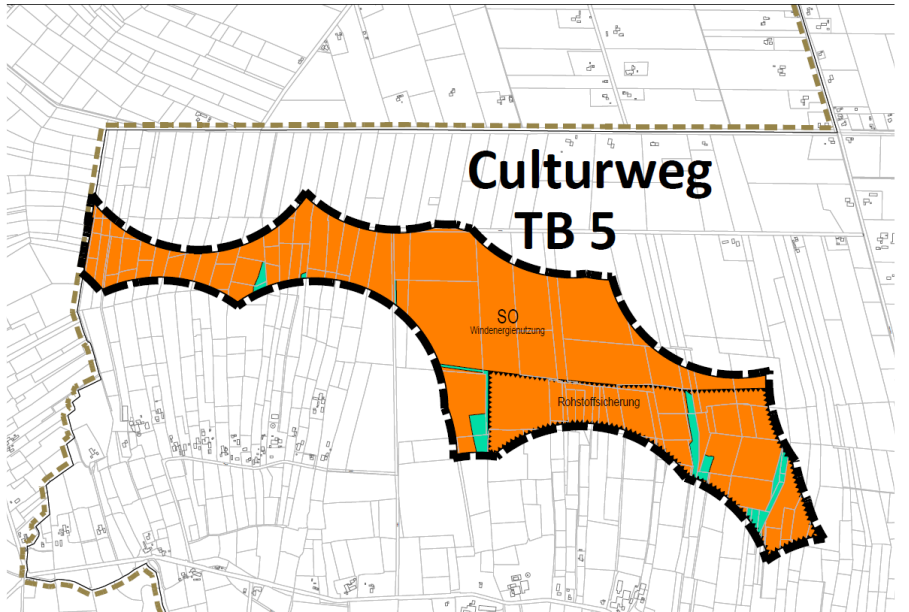 Culturweg
TB 5
SO
Windenergienutzung
Rohstoffsicherung